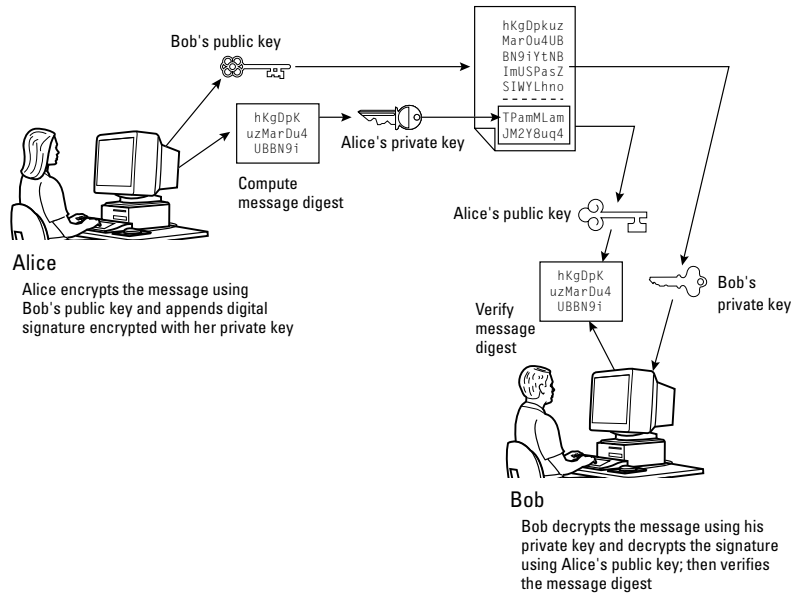 Bob's public key
hKgDpK
uzMarDu4
UBBN9i
Compute
message digest
Alice's private key
hKgDpkuz
MarOu4UB
BN9iYtNB
ImUSPasZ
SIWYLhno
TPamMLam
JM2Y8uq4
Alice
Alice encrypts the message using
Bob's public key and appends digital
signature encrypted with her private key
Alice's public key
hKgDpK
uzMarDu4
UBBN9i
Verify
message
digest
Bob's
private key
Bob
Bob decrypts the message using his
private key and decrypts the signature
using Alice's public key; then verifies
the message digest